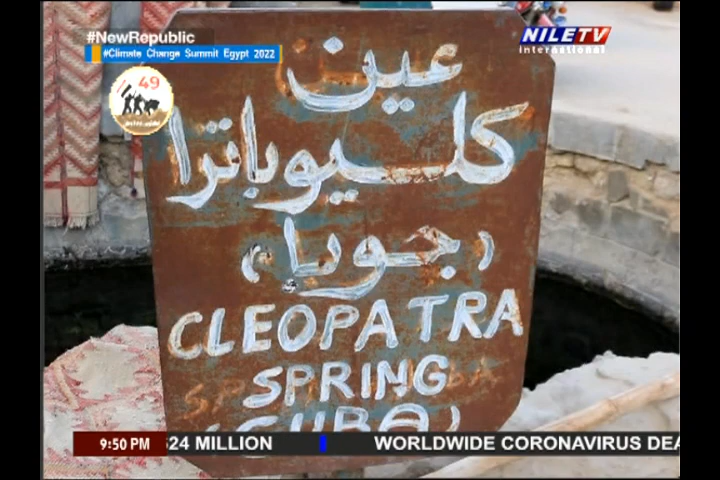 #NewRepublic
#Climate Change Summit Egypt 2022
NILETV
international
49
عين
كليوباترا
(جوبا)
CLEOPATRA
SPRING
(GUBA)
9:50 PM
$24 MILLION
WORLDWIDE CORONAVIRUS DEA